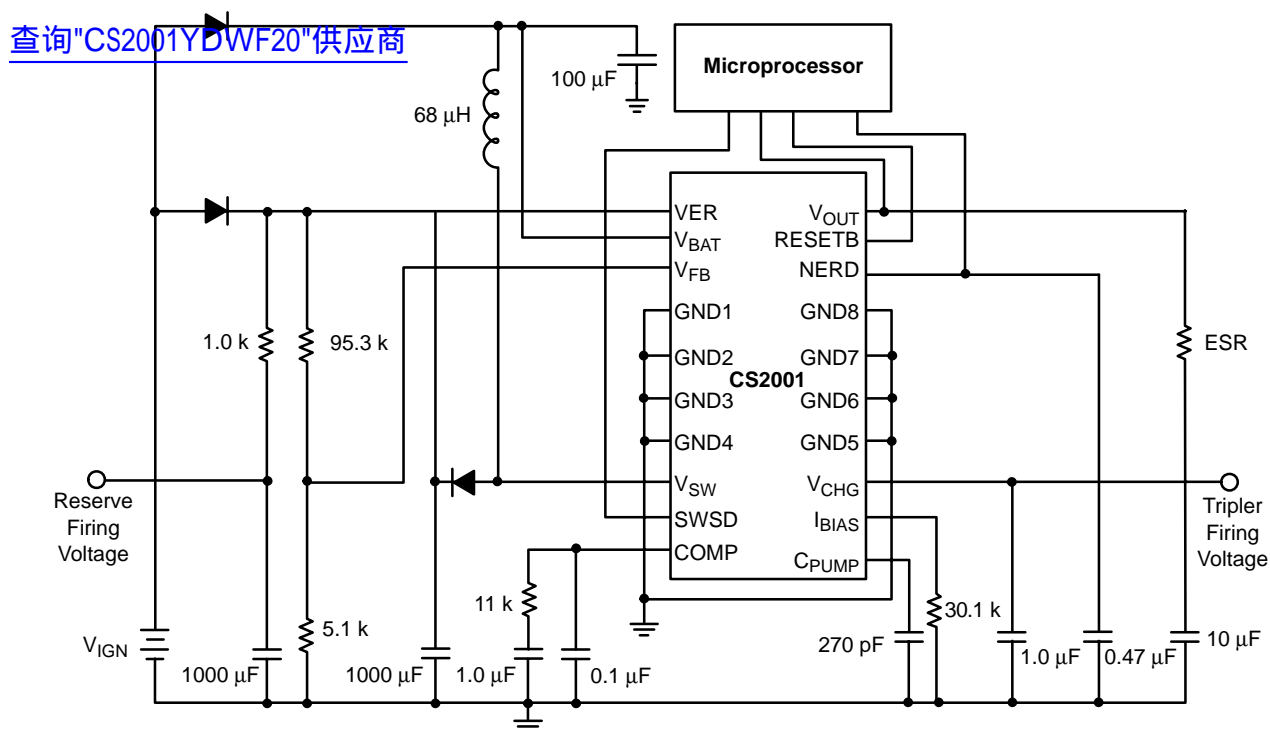 查询"CS2001YDWF20"供应商
100 μF
Microprocessor
68 μH
VER
VBAT
VFB
GND1
GND2
GND3
GND4
VSW
SWSD
COMP
CS2001
VOUT
RESETB
NERD
GND8
GND7
GND6
GND5
VCHG
IBIAS
CPUMP
1.0 k
95.3 k
ESR
Reserve
Firing
Voltage
Tripler
Firing
Voltage
11 k
30.1 k
5.1 k
VIGN
1000 μF
1000 μF
1.0 μF
0.1 μF
270 pF
1.0 μF
0.47 μF
10 μF